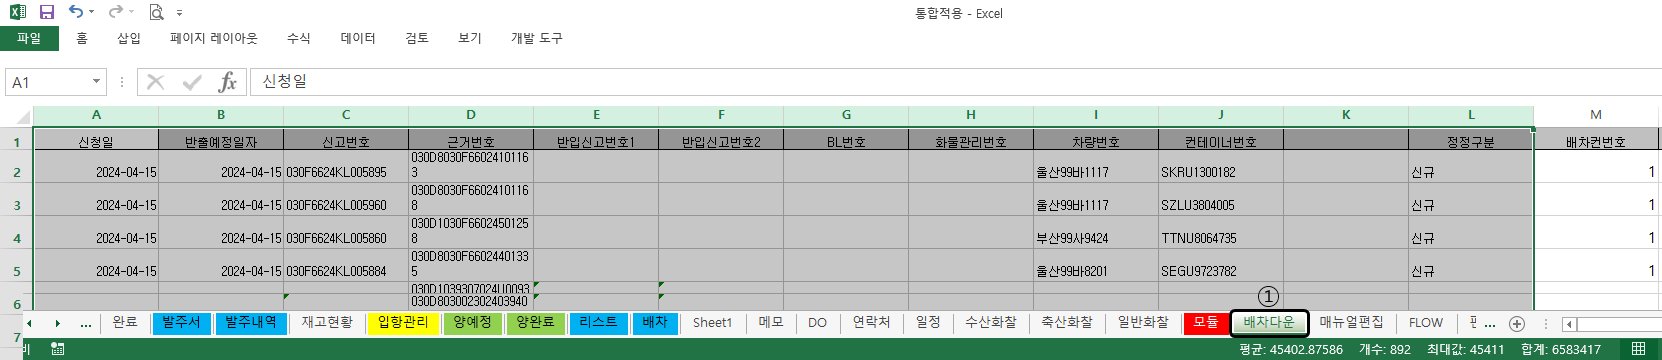 통합적용 - Excel
파일 홈 삽입 페이지 레이아웃 수식 데이터 검토 보기 개발 도구
A1 fx 신청일
A B C D E F G H I J K L M
1 신청일 반출예정일자 신고번호 근거번호 반입신고번호1 반입신고번호2 BL번호 화물관리번호 차량번호 컨테이너번호 정정구분 배차컨번호
030D8030F6602410116
2 2024-04-15 2024-04-15 030F6624KL005895 3 울산99바1117 SKRU1300182 신규 1
030D8030F6602410116
3 2024-04-15 2024-04-15 030F6624KL005960 8 울산99바1117 SZLU3804005 신규 1
030D1030F6602450125
4 2024-04-15 2024-04-15 030F6624KL005860 8 부산99사9424 TTNU8064735 신규 1
030D8030F6602440133
5 2024-04-15 2024-04-15 030F6624KL005884 5 울산99바8201 SEGU9723782 신규 1
030D1039307024U0093
6 030D803002302403940
①
7
... 완료 발주서 발주내역 재고현황 입항관리 양예정 양완료 리스트 배차 Sheet1 메모 DO 연락처 일정 수산화찰 축산화찰 일반화찰 모듈 배차다운 매뉴얼편집 FLOW ...
평균: 45402.87586 개수: 892 최대값: 45411 합계: 6583417